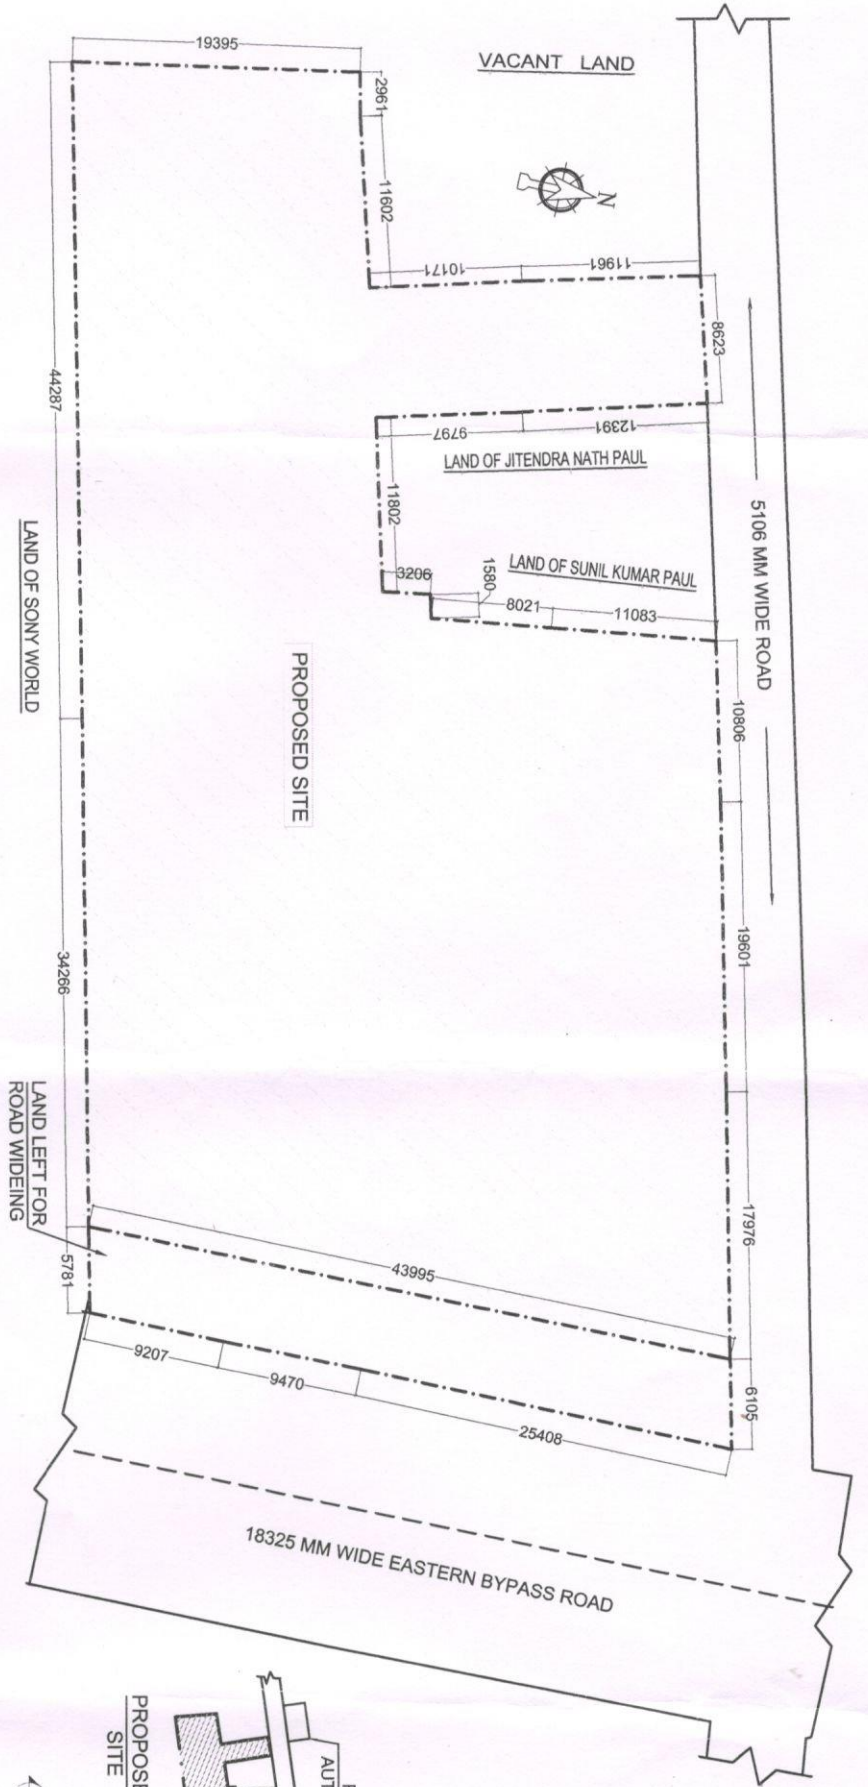 19395
VACANT LAND
2961
N
11602
10171
11961
8623
44287
9797
12391
LAND OF JITENDRA NATH PAUL
11802
5106 MM WIDE ROAD
LAND OF SONY WORLD
3206
1580
LAND OF SUNIL KUMAR PAUL
8021
11083
PROPOSED SITE
10806
19601
34266
LAND LEFT FOR
ROAD WIDEING
17976
5781
43995
6105
9207
9470
25408
18325 MM WIDE EASTERN BYPASS ROAD
PROPOSE
SITE
AUT